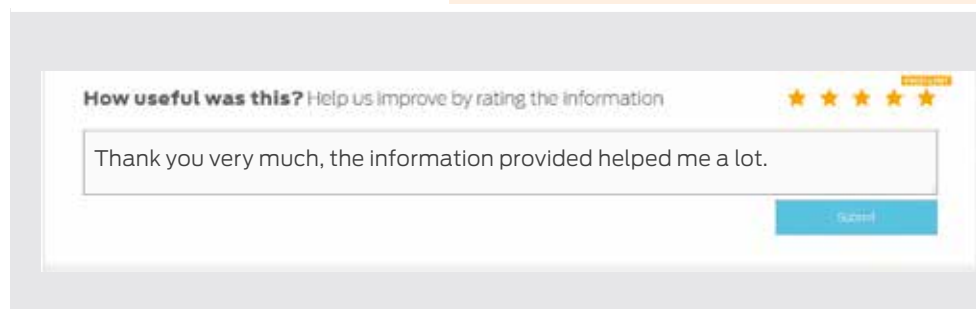 How useful was this? Help us improve by rating the information
Thank you very much, the information provided helped me a lot.
Submit